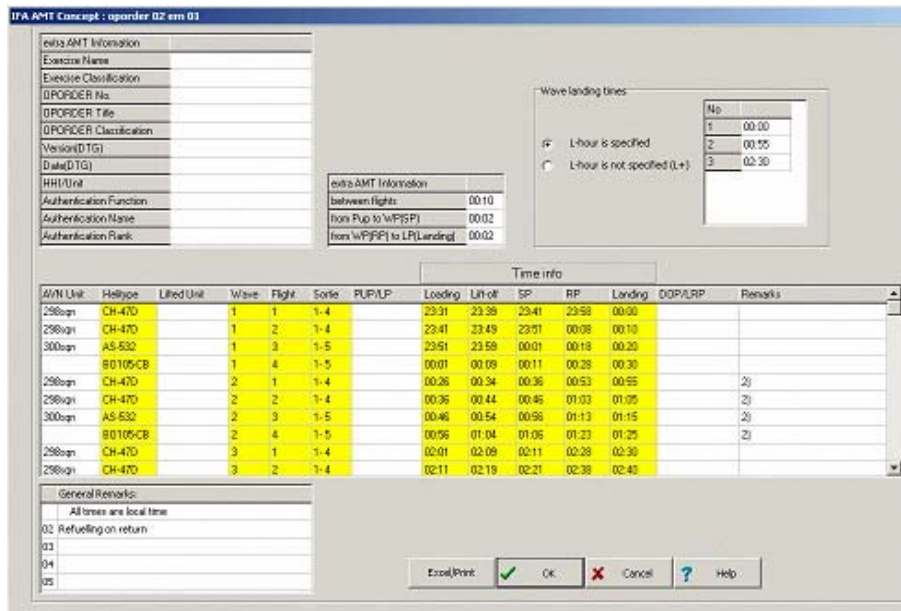 IFA AMT Concept : oporder 02 em 01
extra AMT Information
Exercise Name
Exercise Classification
OPORDER No.
OPORDER Title
OPORDER Classification
Version(DTG)
Date(DTG)
HHI/Unit
Authentication Function
Authentication Name
Authentication Rank
extra AMT Information
between flights 00:10
from Pup to WP(SP) 00:02
from WP(RP) to LP(Landing) 00:02
Wave landing times
L-hour is specified
L-hour is not specified (L+)
No
1 00:00
2 00:55
3 02:30
Time info
AVN Unit Helitype Lifted Unit Wave Flight Sortie PUP/LP Loading Lift-off SP RP Landing DOP/LRP Remarks
298sqn CH-47D 1 1 1- 4 23:31 23:39 23:41 23:58 00:00
298sqn CH-47D 1 2 1- 4 23:41 23:49 23:51 00:08 00:10
300sqn AS-532 1 3 1- 5 23:51 23:59 00:01 00:18 00:20
BO105-CB 1 4 1- 5 00:01 00:09 00:11 00:28 00:30
298sqn CH-47D 2 1 1- 4 00:26 00:34 00:36 00:53 00:55 2)
298sqn CH-47D 2 2 1- 4 00:36 00:44 00:46 01:03 01:05 2)
300sqn AS-532 2 3 1- 5 00:46 00:54 00:56 01:13 01:15 2)
BO105-CB 2 4 1- 5 00:56 01:04 01:06 01:23 01:25 2)
298sqn CH-47D 3 1 1- 4 02:01 02:09 02:11 02:28 02:30
298sqn CH-47D 3 2 1- 4 02:11 02:19 02:21 02:38 02:40
General Remarks:
All times are local time
02 Refuelling on return
03
04
05
Excel/Print OK Cancel Help